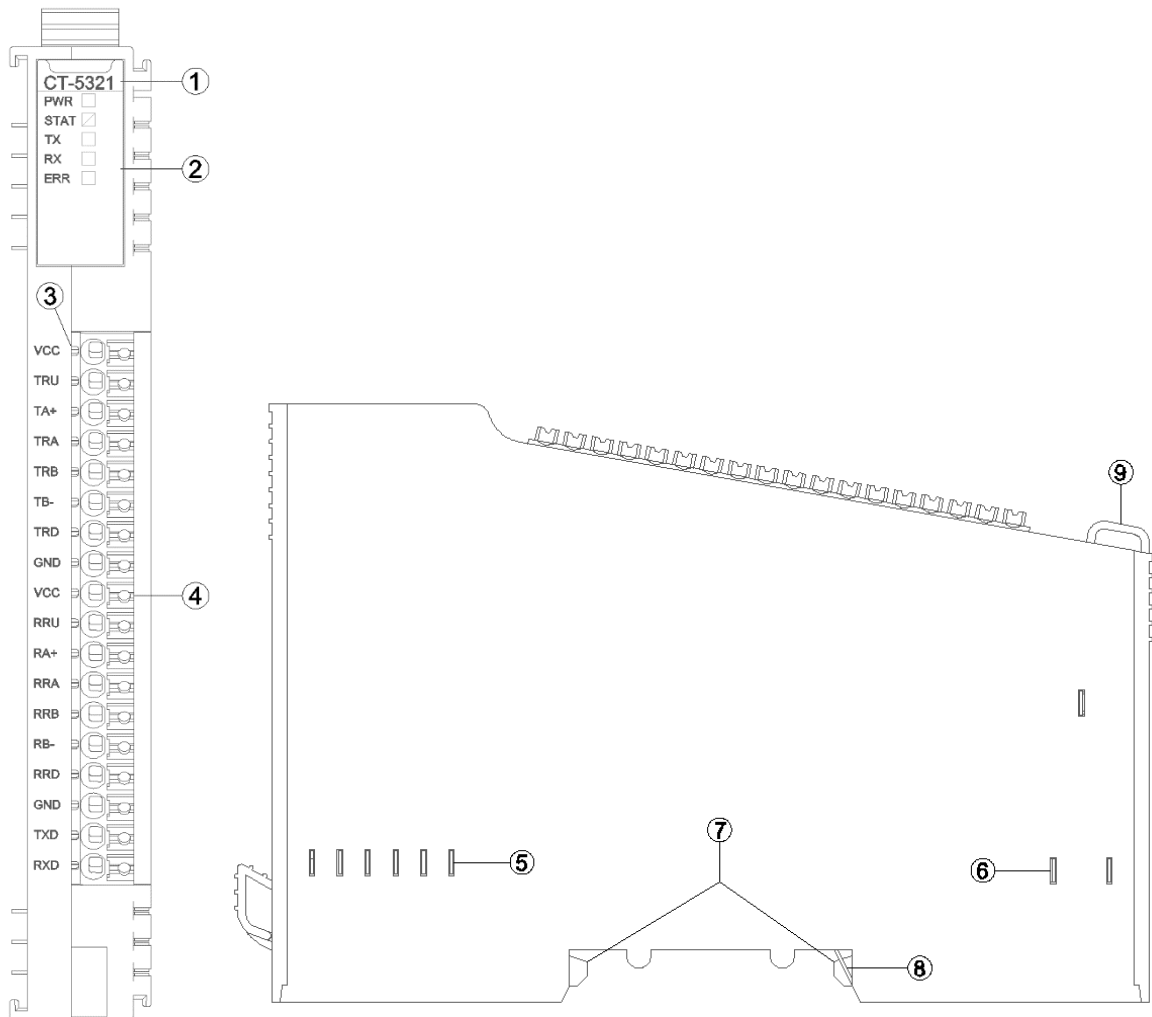 CT-5321
①
PWR
STAT
TX
RX
②
ERR
③
VCC
TRU
TA+
TRA
TRB
TB-
TRD
GND
VCC
④
RRU
RA+
RRA
RRB
RB-
RRD
GND
TXD
RXD
⑨
⑦
⑤
⑥
⑧